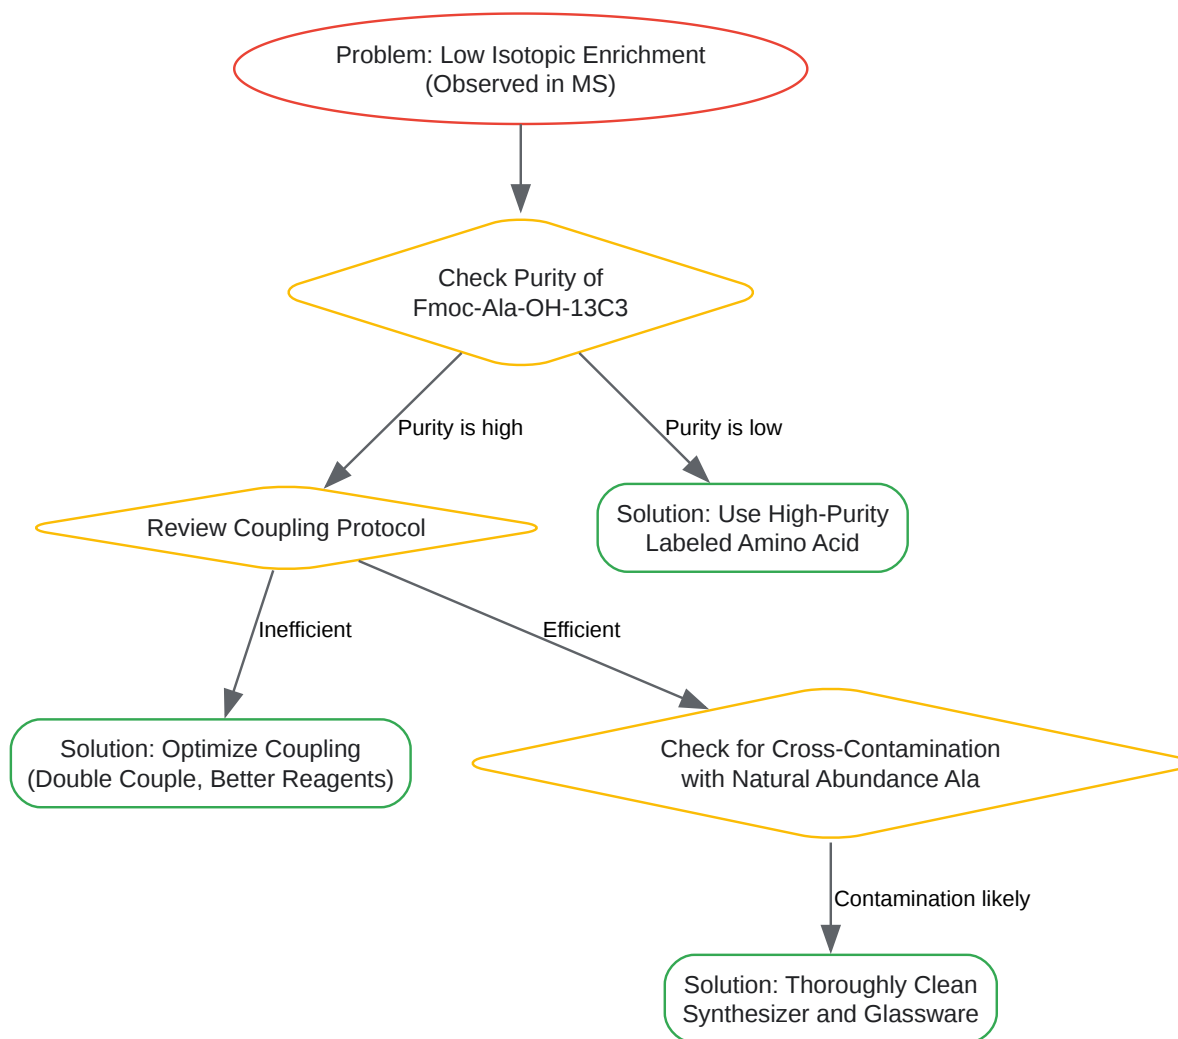 Problem: Low Isotopic Enrichment
(Observed in MS)
Check Purity of
Fmoc-Ala-OH-13C3
Purity is high
Purity is low
Review Coupling Protocol
Solution: Use High-Purity
Labeled Amino Acid
Inefficient
Efficient
Solution: Optimize Coupling
(Double Couple, Better Reagents)
Check for Cross-Contamination
with Natural Abundance Ala
Contamination likely
Solution: Thoroughly Clean
Synthesizer and Glassware